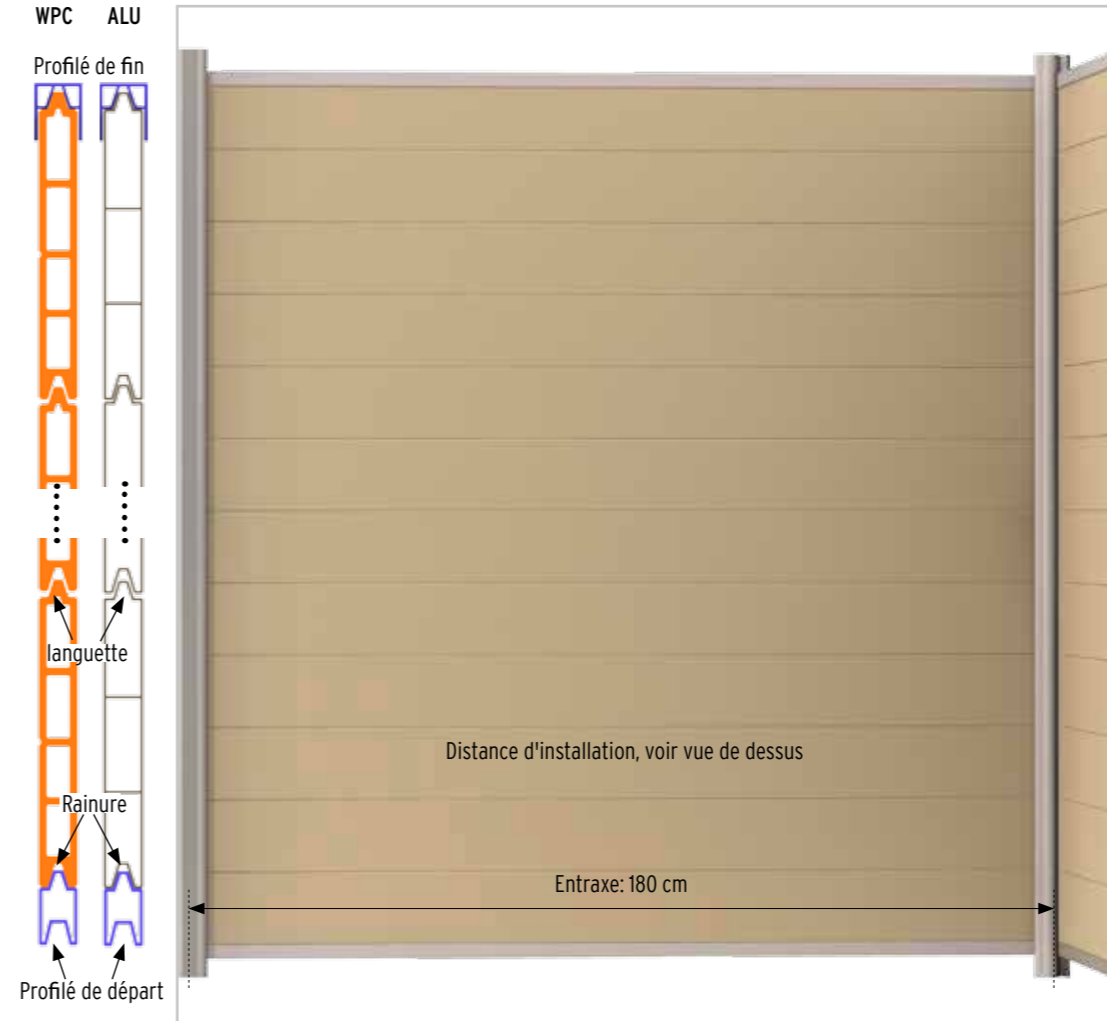 WPC ALU
Profilé de fin
languette
Rainure
Profilé de départ
Distance d'installation, voir vue de dessus
Entraxe: 180 cm